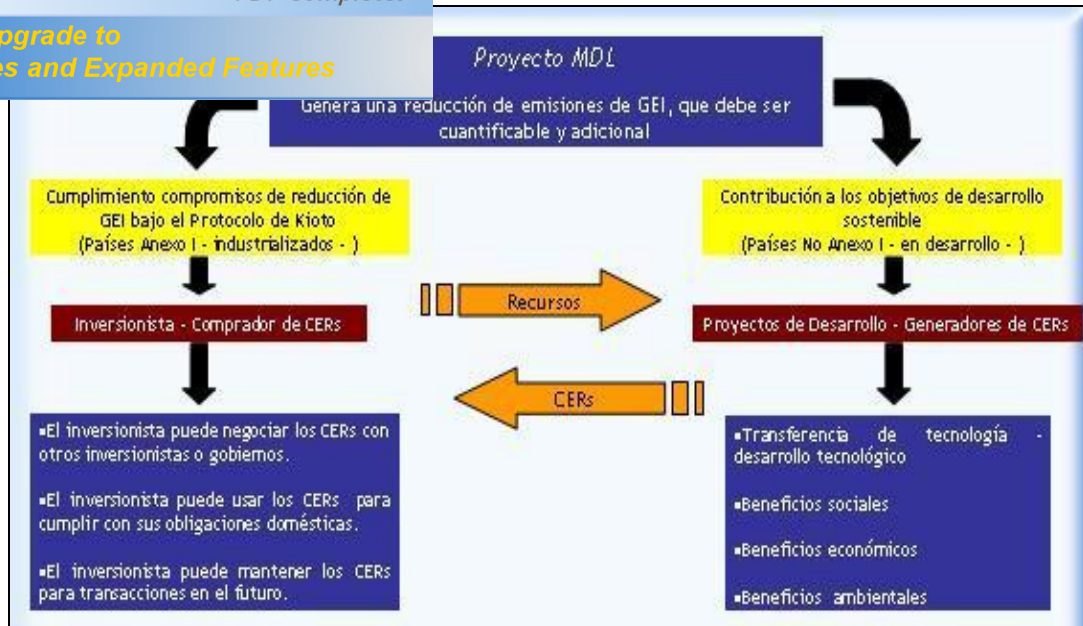 pgrade to
es and Expanded Features
Proyecto MDL
Genera una reducción de emisiones de GEI, que debe ser
cuantificable y adicional
Cumplimiento compromisos de reducción de
GEI bajo el Protocolo de Kioto
(Países Anexo I - industrializados - )
Contribución a los objetivos de desarrollo
sostenible
(Países No Anexo I - en desarrollo - )
Recursos
Inversionista - Comprador de CERs
Proyectos de Desarrollo - Generadores de CERs
CERs
▪El inversionista puede negociar los CERs con
otros inversionistas o gobiernos.
▪El inversionista puede usar los CERs para
cumplir con sus obligaciones domésticas.
▪El inversionista puede mantener los CERs
para transacciones en el futuro.
▪Transferencia de tecnología -
desarrollo tecnológico
▪Beneficios sociales
▪Beneficios económicos
▪Beneficios ambientales